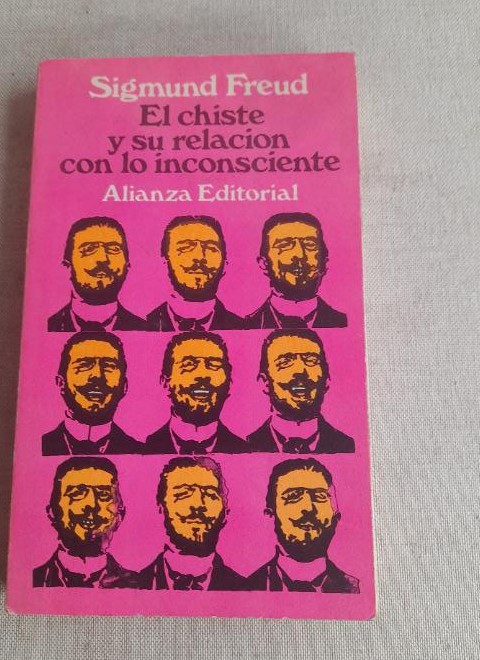 Sigmund Freud
El chiste
y su relacion
con lo inconsciente
Alianza Editorial